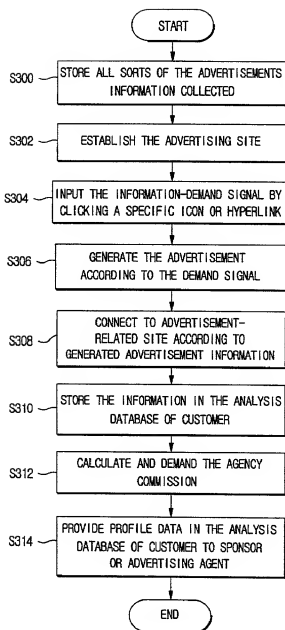 START
S300
STORE ALL SORTS OF THE ADVERTISEMENTS
INFORMATION COLLECTED
S302
ESTABLISH THE ADVERTISING SITE
S304
INPUT THE INFORMATION-DEMAND SIGNAL BY
CLICKING A SPECIFIC ICON OR HYPERLINK
S306
GENERATE THE ADVERTISEMENT
ACCORDING TO THE DEMAND SIGNAL
S308
CONNECT TO ADVERTISEMENT-
RELATED SITE ACCORDING TO
GENERATED ADVERTISEMENT INFORMATION
S310
STORE THE INFORMATION IN THE ANALYSIS
DATABASE OF CUSTOMER
S312
CALCULATE AND DEMAND THE AGENCY
COMMISSION
S314
PROVIDE PROFILE DATA IN THE ANALYSIS
DATABASE OF CUSTOMER TO SPONSOR
OR ADVERTISING AGENT
END